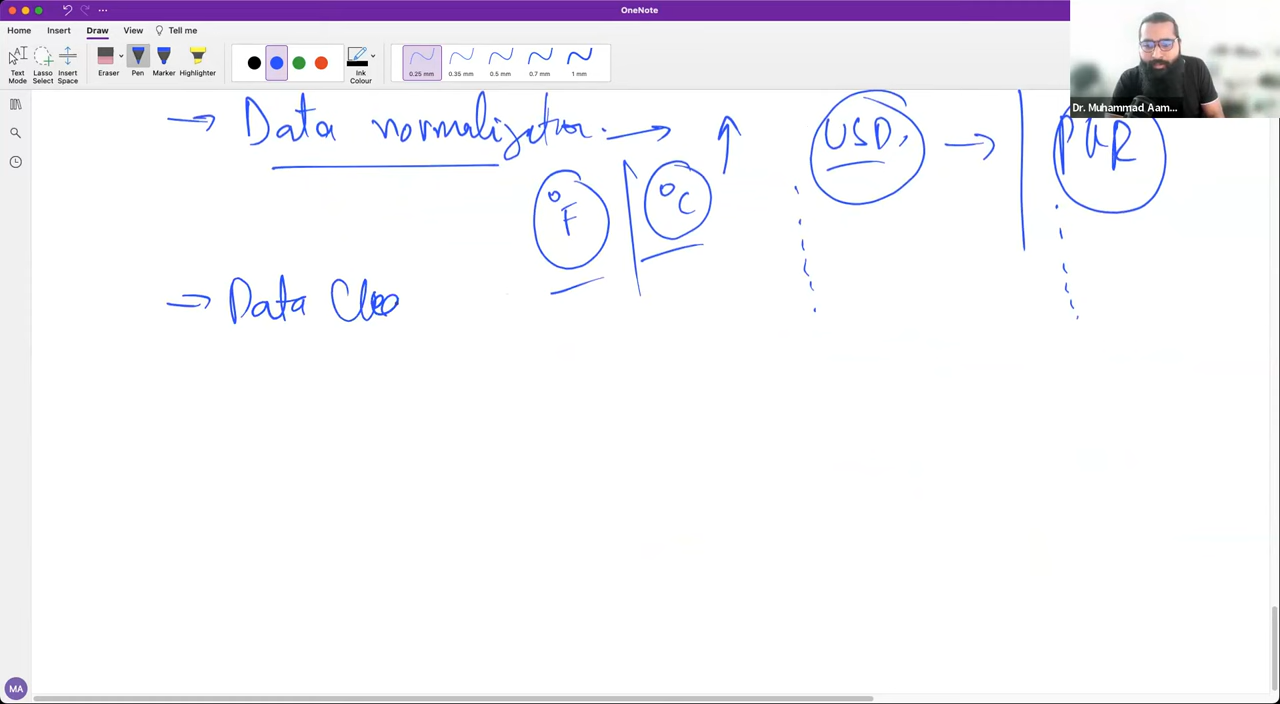 OneNote
Home Insert Draw View Tell me
Text Mode
Lasso Select
Insert Space
Eraser
Pen
Marker
Highlighter
Ink Colour
0.25 mm 0.35 mm 0.5 mm 0.7 mm 1 mm
Dr. Muhammad Aam...
→ Data normalization. → ↑ USD, → PKR
°F °C
→ Data Clea
MA